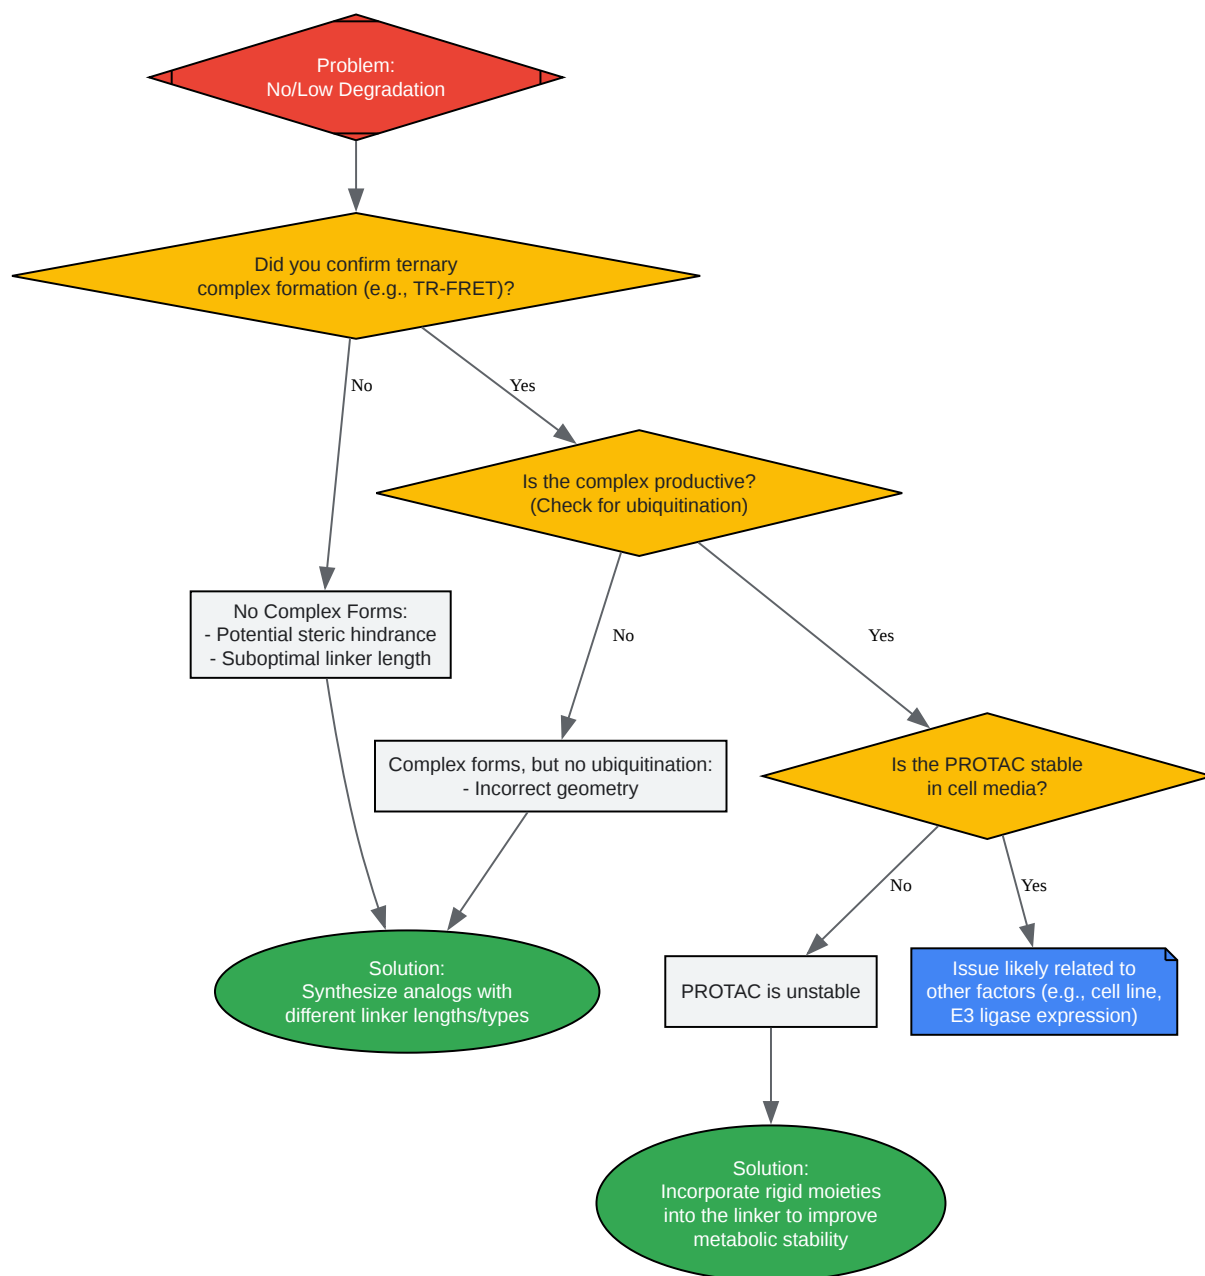 Problem:
No/Low Degradation
Did you confirm ternary
complex formation (e.g., TR-FRET)?
No
Yes
Is the complex productive?
(Check for ubiquitination)
No Complex Forms:
- Potential steric hindrance
- Suboptimal linker length
No
Yes
Complex forms, but no ubiquitination:
- Incorrect geometry
Is the PROTAC stable
in cell media?
No
Yes
Solution:
Synthesize analogs with
different linker lengths/types
PROTAC is unstable
Issue likely related to
other factors (e.g., cell line,
E3 ligase expression)
Solution:
Incorporate rigid moieties
into the linker to improve
metabolic stability